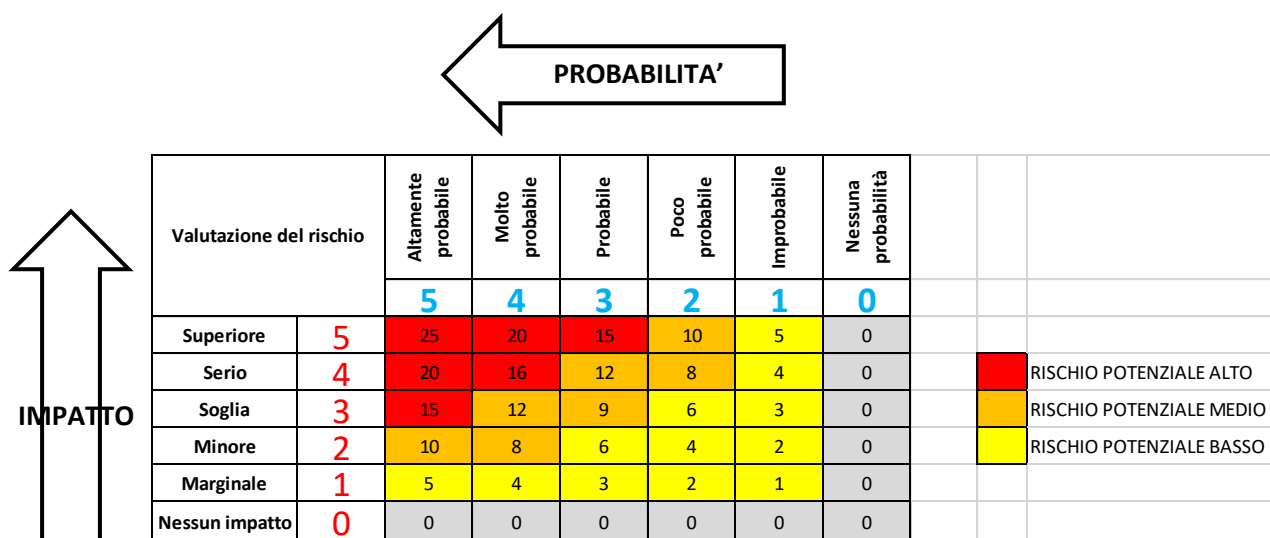 PROBABILITA’
Valutazione del rischio
Altamente
probabile
Molto
probabile
Probabile
Poco
probabile
Improbabile
Nessuna
probabilità
5 4 3 2 1 0
Superiore 5 25 20 15 10 5 0
Serio 4 20 16 12 8 4 0
RISCHIO POTENZIALE ALTO
IMPATTO
Soglia 3 15 12 9 6 3 0
RISCHIO POTENZIALE MEDIO
Minore 2 10 8 6 4 2 0
RISCHIO POTENZIALE BASSO
Marginale 1 5 4 3 2 1 0
Nessun impatto 0 0 0 0 0 0 0